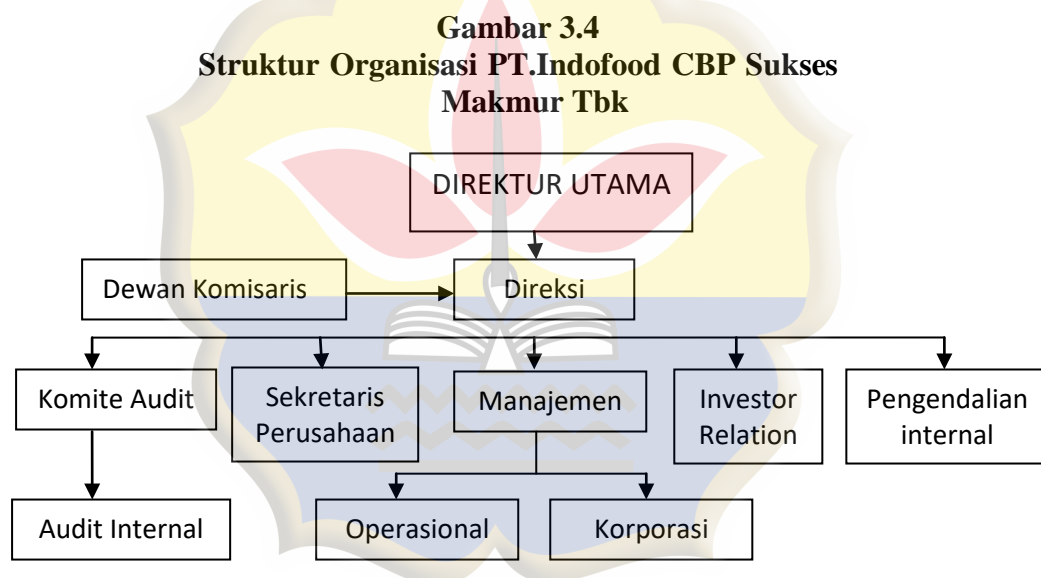 Gambar 3.4
Struktur Organisasi PT.Indofood CBP Sukses
Makmur Tbk
DIREKTUR UTAMA
Dewan Komisaris
Direksi
Komite Audit
Sekretaris
Perusahaan
Manajemen
Investor
Relation
Pengendalian
internal
Audit Internal
Operasional
Korporasi